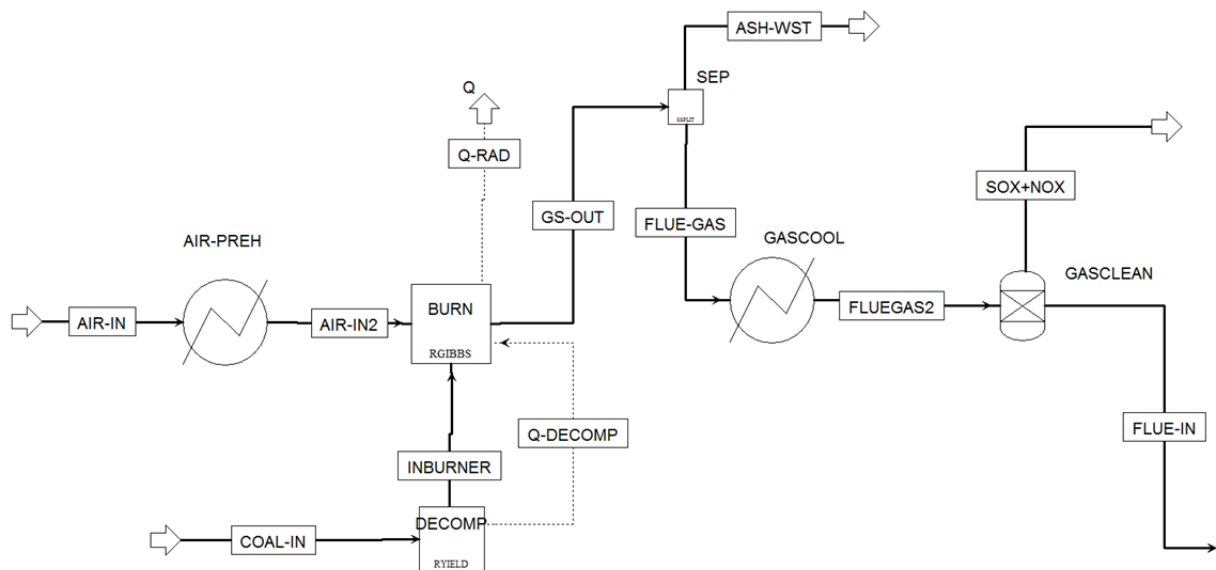 ASH-WST
SEP
SSPLIT
Q
Q-RAD
SOX+NOX
GS-OUT
FLUE-GAS
AIR-PREH
GASCOOL
GASCLEAN
BURN
FLUEGAS2
AIR-IN
AIR-IN2
RGIBBS
FLUE-IN
Q-DECOMP
INBURNER
DECOMP
COAL-IN
RYIELD